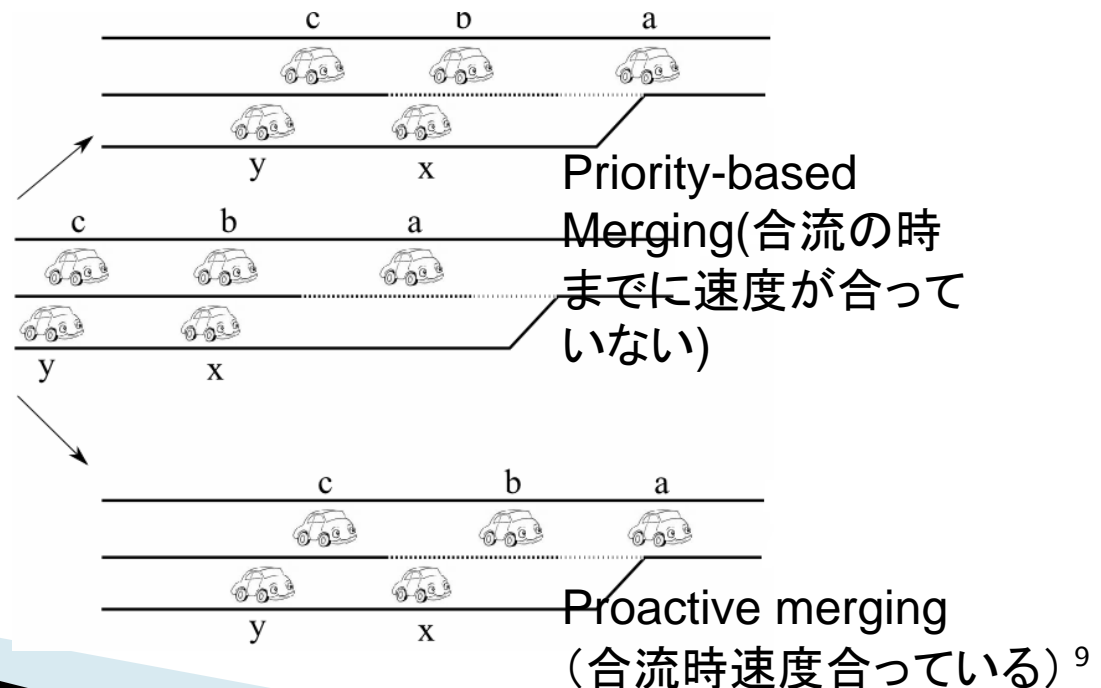 c b a
y x
Priority-based
Merging(合流の時
までに速度が合って
いない)
c b a
y x
c b a
y x
Proactive merging
（合流時速度合っている）
9